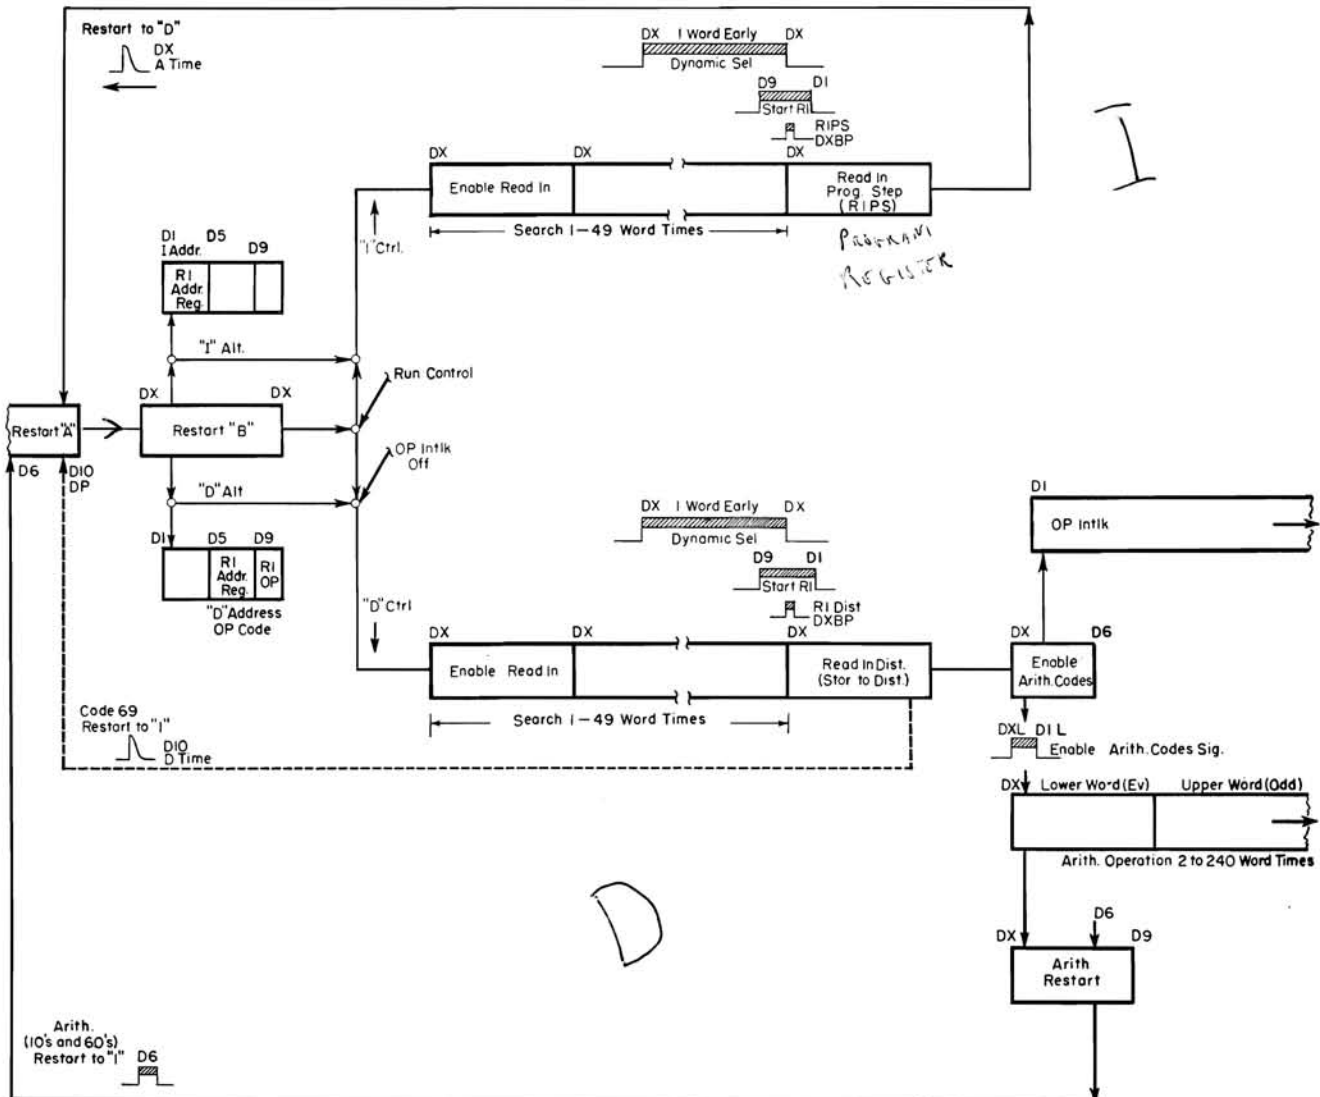 Restart to "D"
DX
A Time
DX 1 Word Early DX
Dynamic Sel
D9 D1
Start RI
RIPS
DXBP
DX DX DX
Enable Read In
Read In
Prog. Step
(RIPS)
I
"I" Ctrl.
Search 1-49 Word Times
PROGRAM
REGISTER
D1 D5 D9
I Addr.
RI
Addr.
Reg.
"I" Alt.
Run Control
DX DX
Restart "A"
Restart "B"
OP Intlk
Off
D6 D10
DP
"D" Alt
D1 D5 D9
RI
Addr.
Reg.
RI
OP
"D" Address
OP Code
DX 1 Word Early DX
Dynamic Sel
D9 D1
Start RI
RI Dist
DXBP
D1
OP Intlk
"D" Ctrl
DX DX DX
Enable Read In
Read In Dist.
(Stor to Dist.)
DX D6
Enable
Arith. Codes
Search 1-49 Word Times
Code 69
Restart to "I"
D10
D Time
DXL D1L
Enable Arith. Codes Sig.
DX Lower Word (Ev) Upper Word (Odd)
Arith. Operation 2 to 240 Word Times
D
D6
DX D9
Arith
Restart
Arith.
(10's and 60's)
Restart to "I"
D6